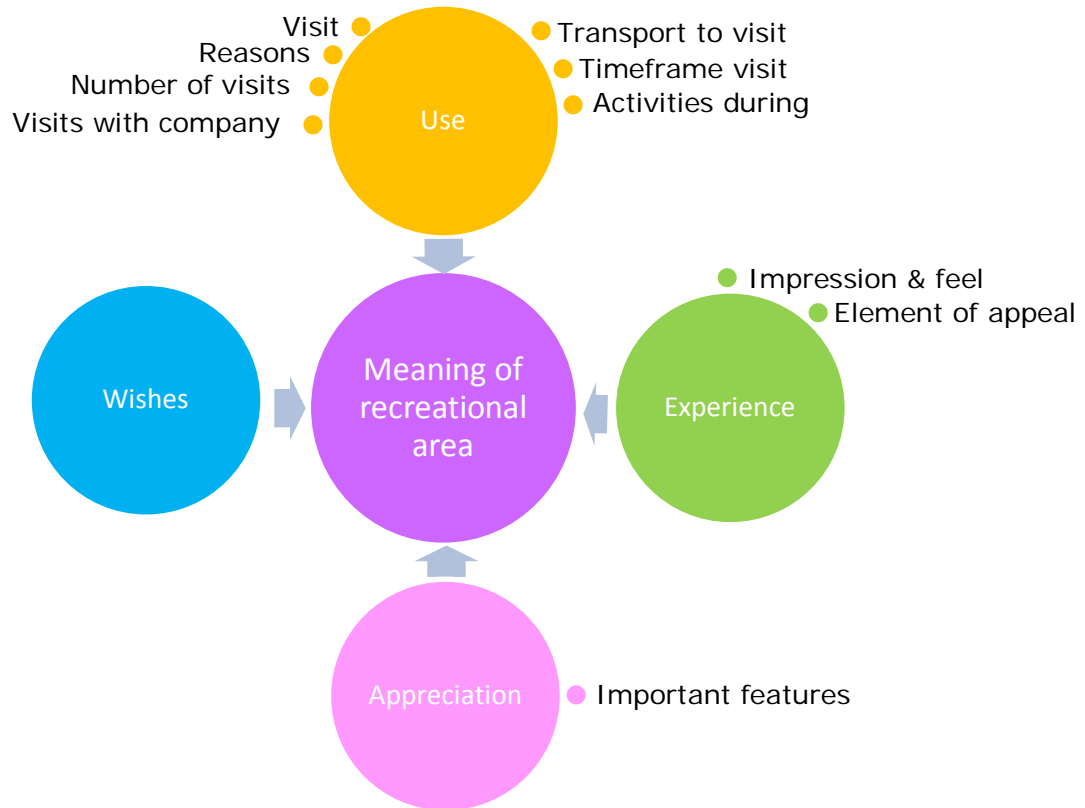 Visit
Reasons
Number of visits
Visits with company
Transport to visit
Timeframe visit
Activities during
Use
Impression & feel
Element of appeal
Wishes
Meaning of
recreational
area
Experience
Appreciation
Important features